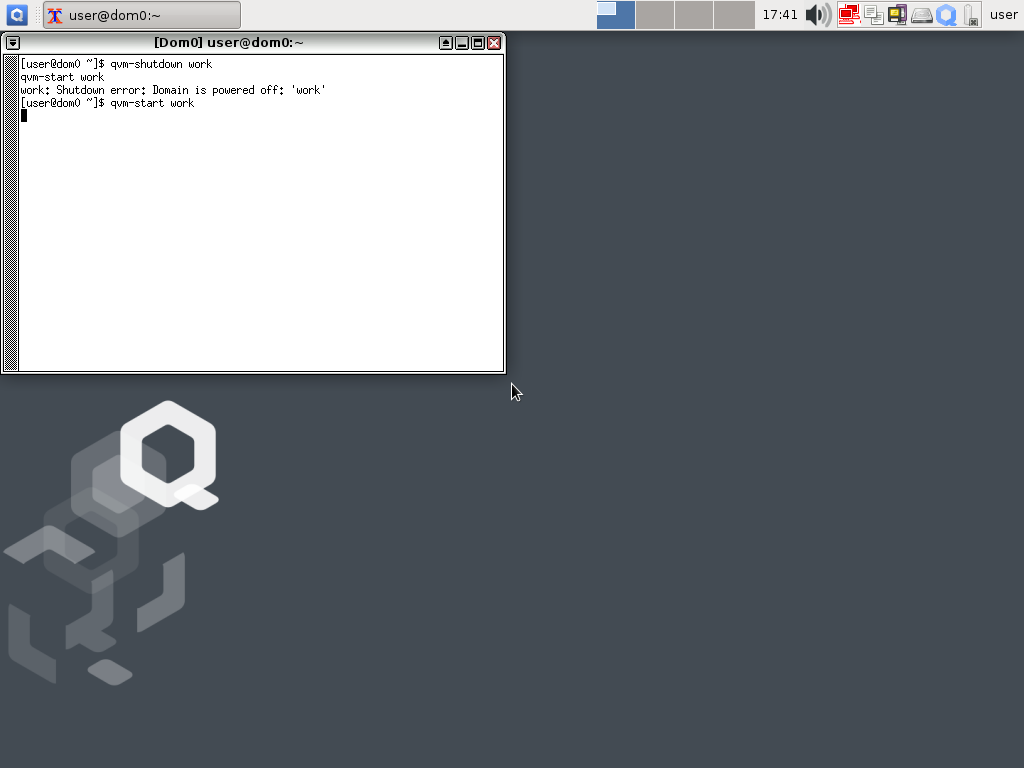 user@dom0:~
17:41
user
[Dom0] user@dom0:~
[user@dom0 ~]$ qvm-shutdown work
qvm-start work
work: Shutdown error: Domain is powered off: 'work'
[user@dom0 ~]$ qvm-start work